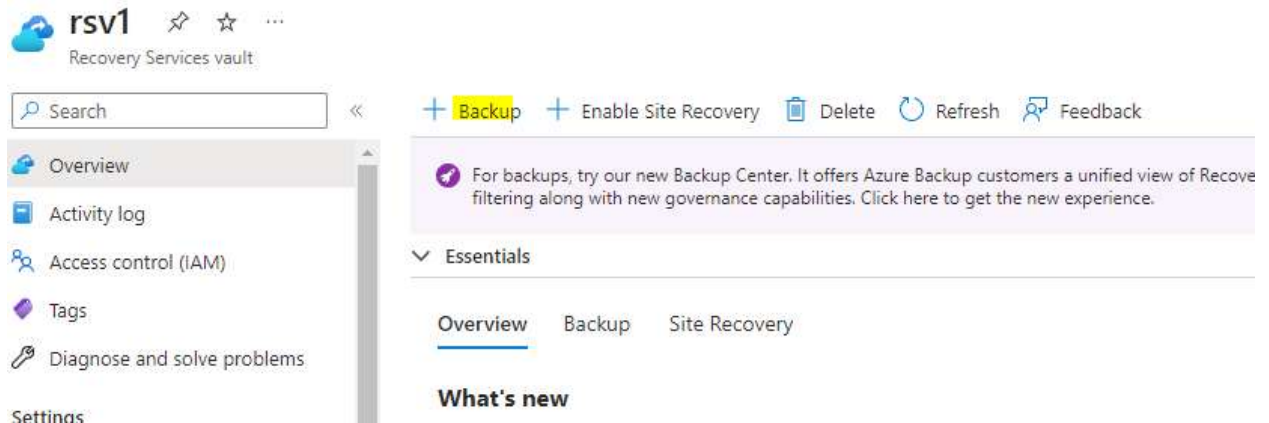 rsv1
Recovery Services vault
Search
Backup
Enable Site Recovery
Delete
Refresh
Feedback
Overview
Activity log
Access control (IAM)
Tags
Diagnose and solve problems
Settings
For backups, try our new Backup Center. It offers Azure Backup customers a unified view of Recove
filtering along with new governance capabilities. Click here to get the new experience.
Essentials
Overview Backup Site Recovery
What's new